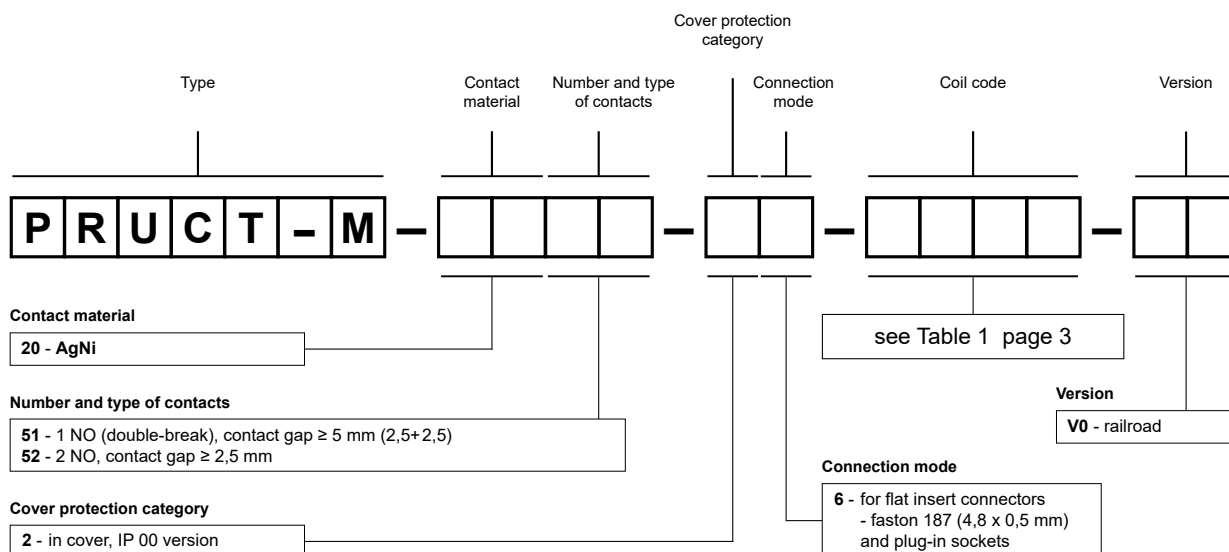 Cover protection
category
Type
Contact
material
Number and type
of contacts
Connection
mode
Coil code
Version
PRUCT-M – – – –
Contact material
20 - AgNi
see Table 1 page 3
Number and type of contacts
51 - 1 NO (double-break), contact gap ≥ 5 mm (2,5+2,5)
52 - 2 NO, contact gap ≥ 2,5 mm
Version
V0 - railroad
Connection mode
6 - for flat insert connectors
- faston 187 (4,8 x 0,5 mm)
and plug-in sockets
Cover protection category
2 - in cover, IP 00 version